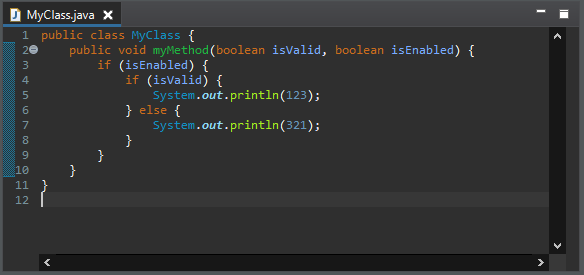 MyClass.java
1 public class MyClass {
2     public void myMethod(boolean isValid, boolean isEnabled) {
3         if (isEnabled) {
4             if (isValid) {
5                 System.out.println(123);
6             } else {
7                 System.out.println(321);
8             }
9         }
10     }
11 }
12